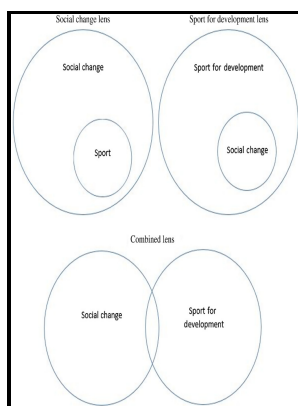 Social change lens
Sport for development lens
Social change
Sport for development
Sport
Social change
Combined lens
Social change
Sport for
development